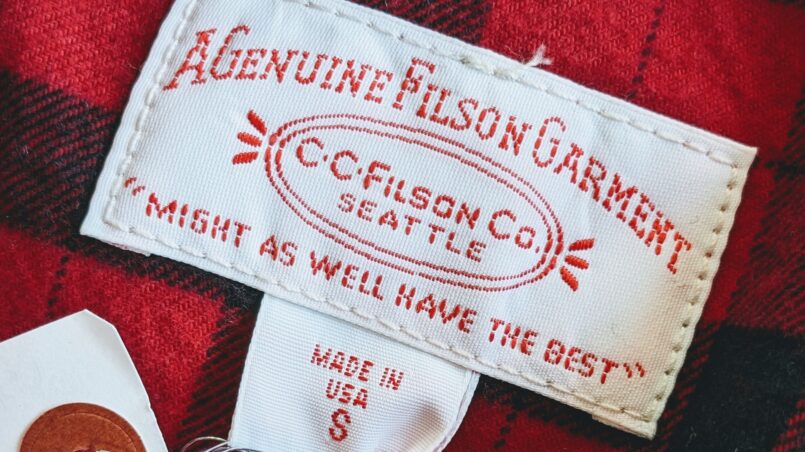 A GENUINE FILSON GARMENT
C·C·FILSON CO.
SEATTLE
"MIGHT AS WELL HAVE THE BEST"
MADE IN
USA
S